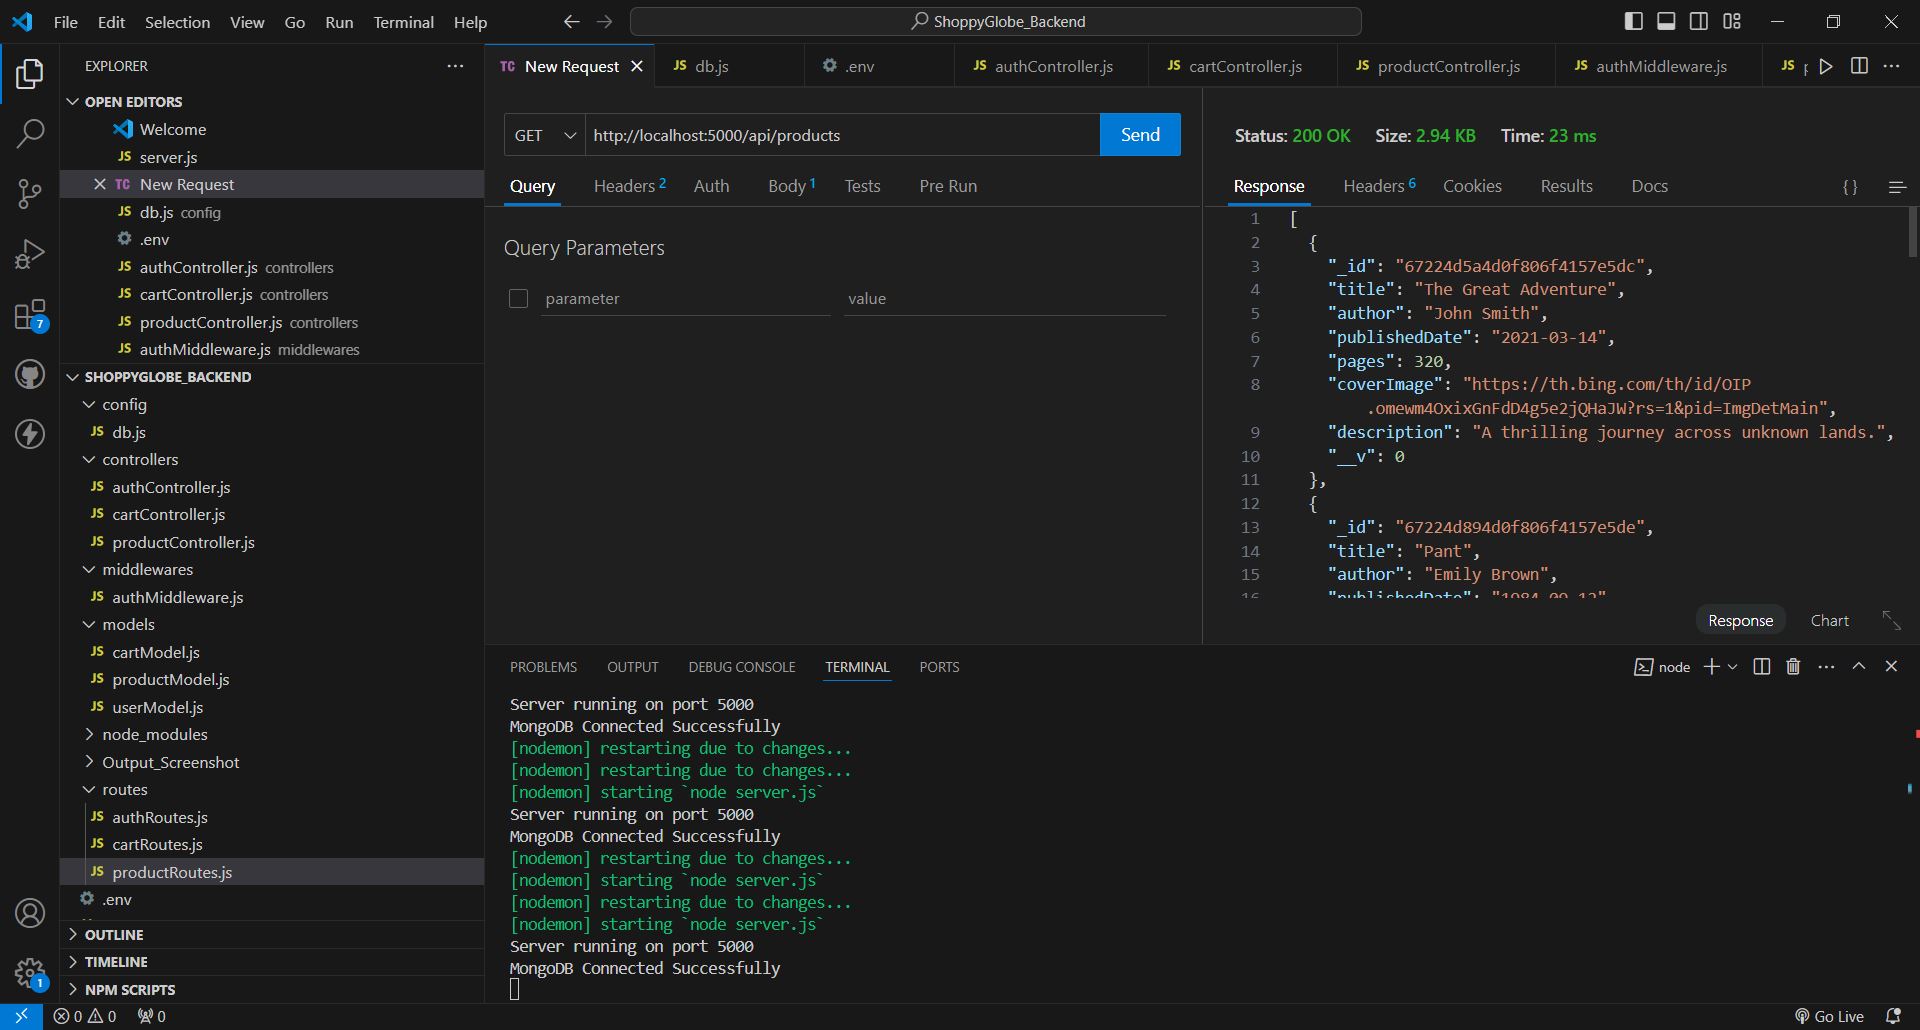 File Edit Selection View Go Run Terminal Help
ShoppyGlobe_Backend
EXPLORER
OPEN EDITORS
Welcome
JS server.js
TC New Request
JS db.js config
.env
JS authController.js controllers
JS cartController.js controllers
JS productController.js controllers
JS authMiddleware.js middlewares
SHOPPYGLOBE_BACKEND
config
JS db.js
controllers
JS authController.js
JS cartController.js
JS productController.js
middlewares
JS authMiddleware.js
models
JS cartModel.js
JS productModel.js
JS userModel.js
node_modules
Output_Screenshot
routes
JS authRoutes.js
JS cartRoutes.js
JS productRoutes.js
.env
OUTLINE
TIMELINE
NPM SCRIPTS
7
1
TC New Request JS db.js .env JS authController.js JS cartController.js JS productController.js JS authMiddleware.js JS
GET http://localhost:5000/api/products Send
Query Headers 2 Auth Body 1 Tests Pre Run
Query Parameters
parameter value
Status: 200 OK Size: 2.94 KB Time: 23 ms
Response Headers 6 Cookies Results Docs { }
1 [
2 {
3 "_id": "67224d5a4d0f806f4157e5dc",
4 "title": "The Great Adventure",
5 "author": "John Smith",
6 "publishedDate": "2021-03-14",
7 "pages": 320,
8 "coverImage": "https://th.bing.com/th/id/OIP
.omewm4OxixGnFdD4g5e2jQHaJW?rs=1&pid=ImgDetMain",
9 "description": "A thrilling journey across unknown lands.",
10 "__v": 0
11 },
12 {
13 "_id": "67224d894d0f806f4157e5de",
14 "title": "Pant",
15 "author": "Emily Brown",
16 "publishedDate": "1984-09-12"
Response Chart
PROBLEMS OUTPUT DEBUG CONSOLE TERMINAL PORTS
node
Server running on port 5000
MongoDB Connected Successfully
[nodemon] restarting due to changes...
[nodemon] restarting due to changes...
[nodemon] starting `node server.js`
Server running on port 5000
MongoDB Connected Successfully
[nodemon] restarting due to changes...
[nodemon] starting `node server.js`
[nodemon] restarting due to changes...
[nodemon] starting `node server.js`
Server running on port 5000
MongoDB Connected Successfully
0 0 0
Go Live